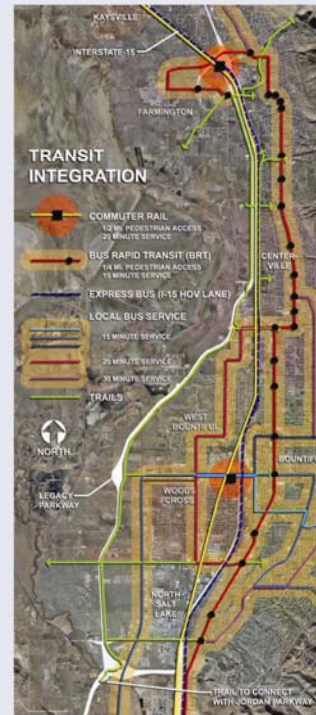 KAYSVILLE
INTERSTATE-15
FARMINGTON
TRANSIT
INTEGRATION
COMMUTER RAIL
1/2 MI. PEDESTRIAN ACCESS
20 MINUTE SERVICE
BUS RAPID TRANSIT (BRT)
1/4 MI. PEDESTRIAN ACCESS
15 MINUTE SERVICE
CENTER-
VILLE
EXPRESS BUS (I-15 HOV LANE)
LOCAL BUS SERVICE
15 MINUTE SERVICE
20 MINUTE SERVICE
30 MINUTE SERVICE
TRAILS
WEST
BOUNTIFUL
NORTH
BOUNTIF
LEGACY
PARKWAY
WOODS
CROSS
NORTH
SALT
LAKE
TRAIL TO CONNECT
WITH JORDAN PARKWAY